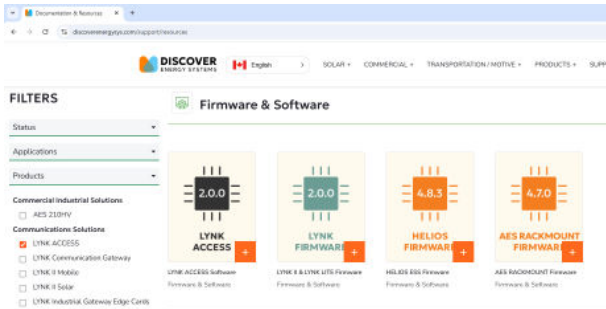 Documentation & Resources
discoverenergysys.com/support/resources
DISCOVER
ENERGY SYSTEMS
English
SOLAR
COMMERCIAL
TRANSPORTATION / MOTIVE
PRODUCTS
SUPP
FILTERS
Firmware & Software
Status
Applications
Products
Commercial Industrial Solutions
AES 210HV
Communications Solutions
LYNK ACCESS
LYNK Communication Gateway
LYNK II Mobile
LYNK II Solar
LYNK Industrial Gateway Edge Cards
2.0.0
LYNK
ACCESS
+
LYNK ACCESS Software
Firmware & Software
2.0.0
LYNK
FIRMWARE
+
LYNK II & LYNK LITE Firmware
Firmware & Software
4.8.3
HELIOS
FIRMWARE
+
HELIOS ESS Firmware
Firmware & Software
4.7.0
AES RACKMOUNT
FIRMWARE
+
AES RACKMOUNT Firmware
Firmware & Software